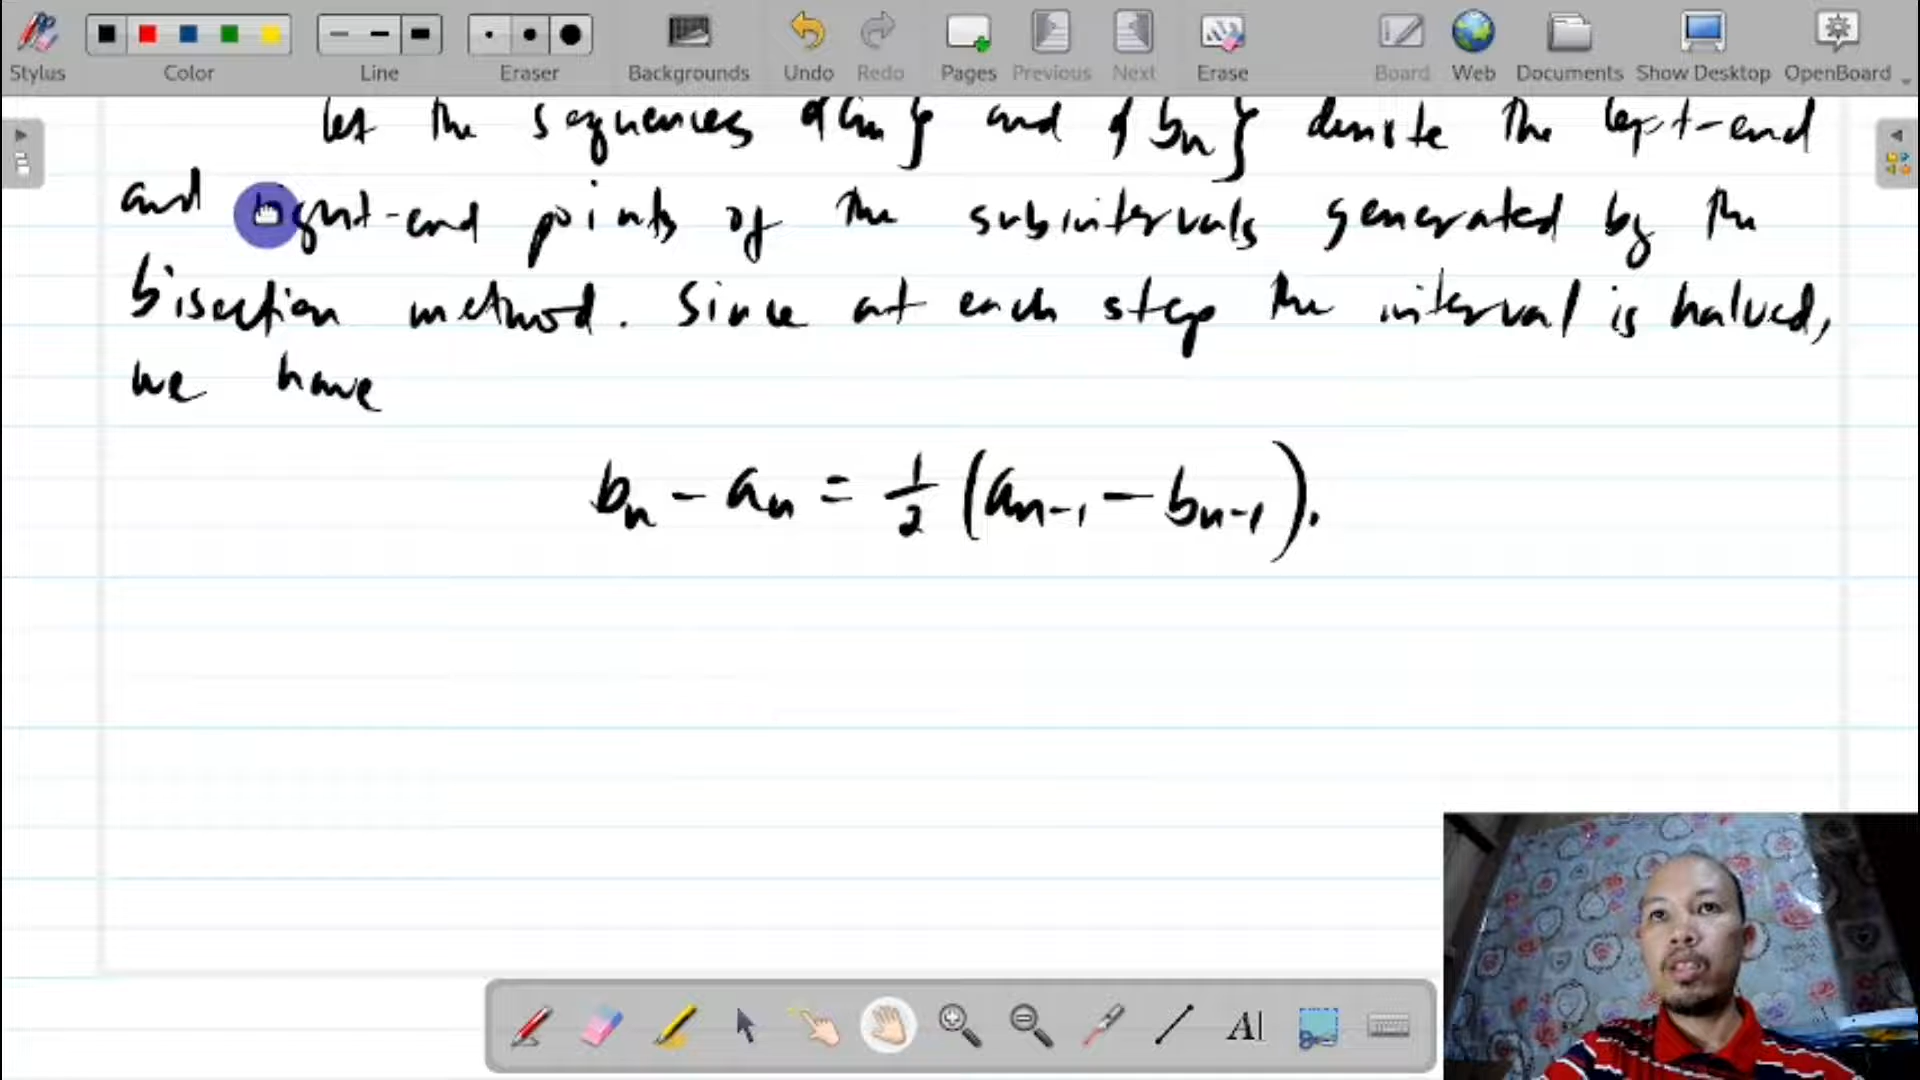 Stylus
Color
Line
Eraser
Backgrounds
Undo
Redo
Pages
Previous
Next
Erase
Board
Web
Documents
Show Desktop
OpenBoard
let the sequences {an} and {bn} denote the left-end
and right-end points of the subintervals generated by the
bisection method. Since at each step the interval is halved,
we have
bₙ - aₙ = 1/2 (aₙ₋₁ - bₙ₋₁).
A|